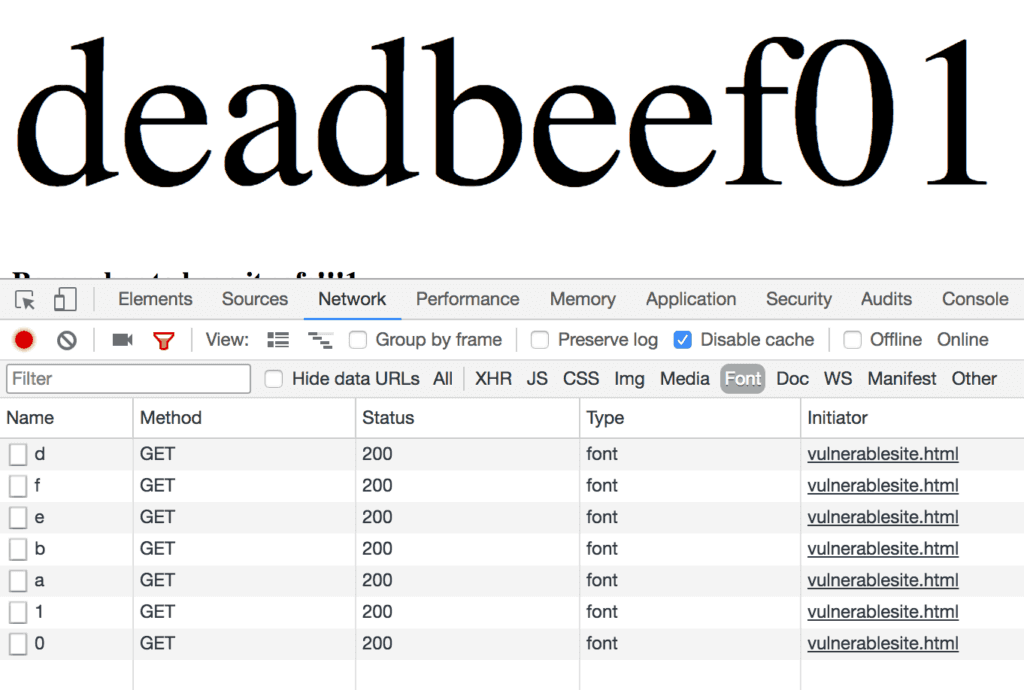 deadbeef01
Elements Sources Network Performance Memory Application Security Audits Console
View: Group by frame Preserve log Disable cache Offline Online
Filter Hide data URLs All XHR JS CSS Img Media Font Doc WS Manifest Other
Name Method Status Type Initiator
d GET 200 font vulnerablesite.html
f GET 200 font vulnerablesite.html
e GET 200 font vulnerablesite.html
b GET 200 font vulnerablesite.html
a GET 200 font vulnerablesite.html
1 GET 200 font vulnerablesite.html
0 GET 200 font vulnerablesite.html